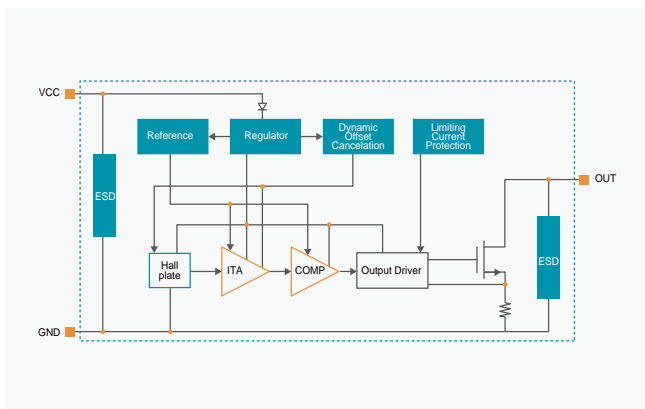 VCC
Reference
Regulator
Dynamic
Offset
Cancelation
Limiting
Current
Protection
OUT
ESD
Hall
plate
ITA
COMP
Output Driver
ESD
GND